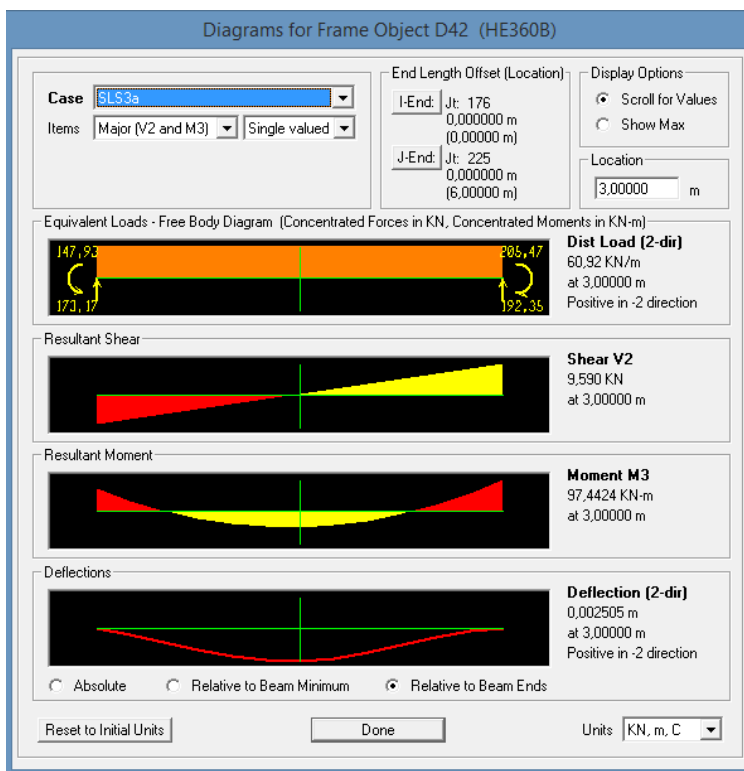 Diagrams for Frame Object D42 (HE360B)
Case SLS3a
Items Major (V2 and M3) Single valued
End Length Offset (Location)
I-End: Jt: 176
0,000000 m
(0,00000 m)
J-End: Jt: 225
0,000000 m
(6,00000 m)
Display Options
Scroll for Values
Show Max
Location
3,00000 m
Equivalent Loads - Free Body Diagram (Concentrated Forces in KN, Concentrated Moments in KN-m)
147,93 206,47
173,17 192,35
Dist Load (2-dir)
60,92 KN/m
at 3,00000 m
Positive in -2 direction
Resultant Shear
Shear V2
9,590 KN
at 3,00000 m
Resultant Moment
Moment M3
97,4424 KN-m
at 3,00000 m
Deflections
Deflection (2-dir)
0,002505 m
at 3,00000 m
Positive in -2 direction
Absolute Relative to Beam Minimum Relative to Beam Ends
Reset to Initial Units Done Units KN, m, C